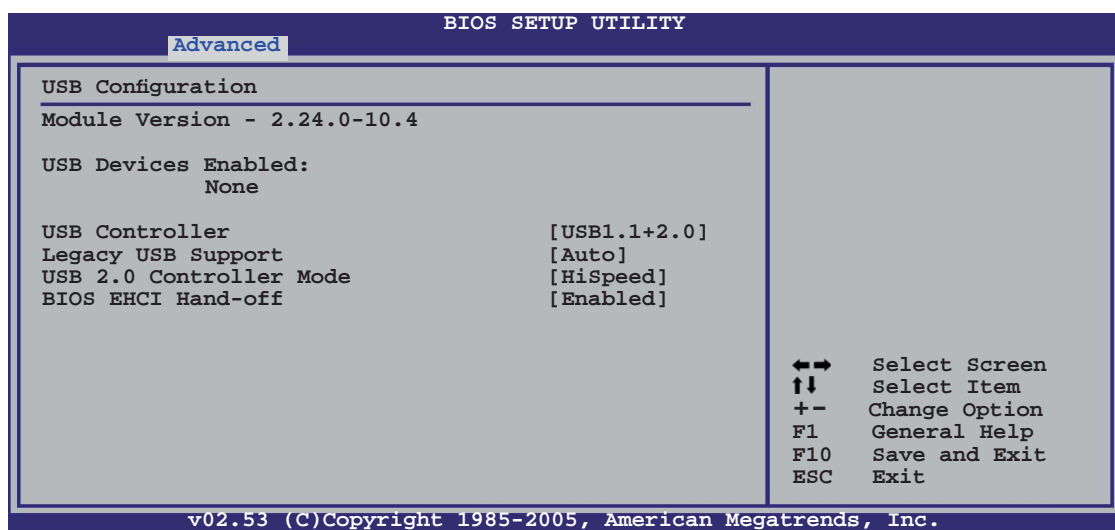 BIOS SETUP UTILITY
Advanced
USB Configuration
Module Version - 2.24.0-10.4
USB Devices Enabled:
None
USB Controller [USB1.1+2.0]
Legacy USB Support [Auto]
USB 2.0 Controller Mode [HiSpeed]
BIOS EHCI Hand-off [Enabled]
←→ Select Screen
↑↓ Select Item
+- Change Option
F1 General Help
F10 Save and Exit
ESC Exit
v02.53 (C)Copyright 1985-2005, American Megatrends, Inc.